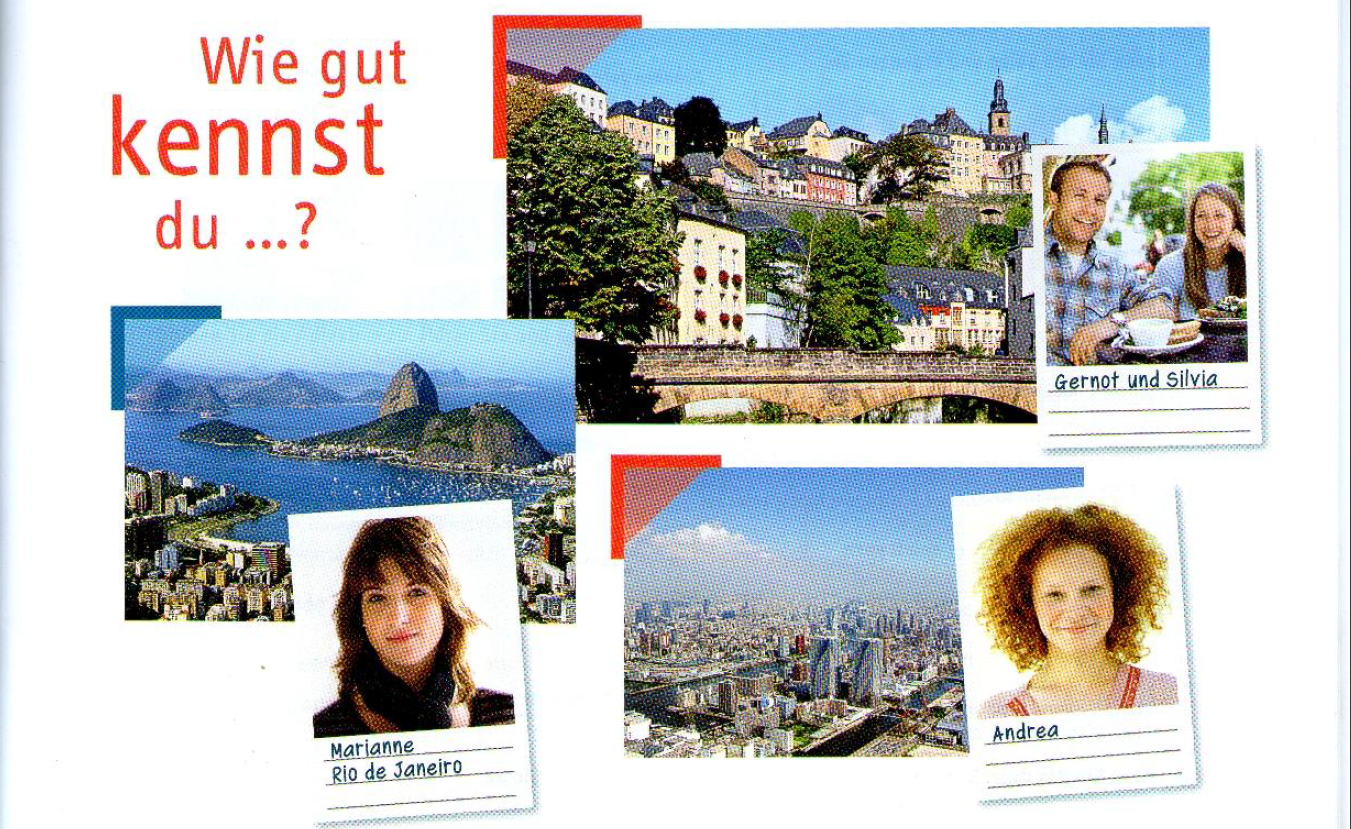 Wie gut
kennst
du ...?
Gernot und Silvia
Marianne
Rio de Janeiro
Andrea